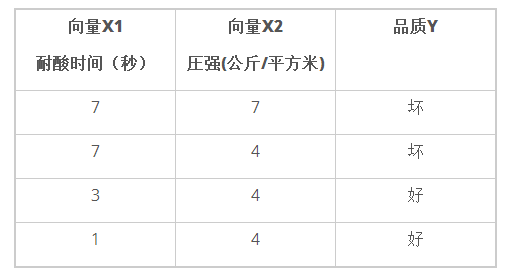 向量X1 向量X2 品质Y
耐酸时间（秒） 圧强(公斤/平方米)
7 7 坏
7 4 坏
3 4 好
1 4 好